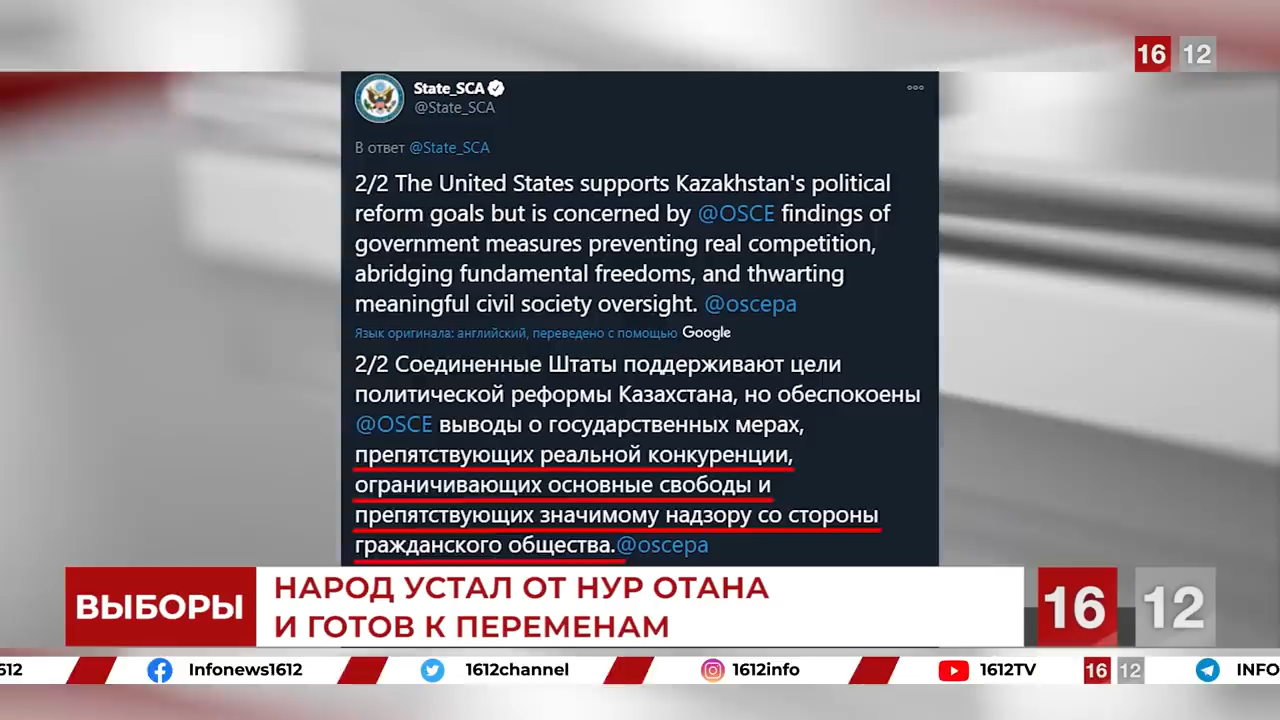 16 12
State_SCA
@State_SCA
В ответ @State_SCA
2/2 The United States supports Kazakhstan's political
reform goals but is concerned by @OSCE findings of
government measures preventing real competition,
abridging fundamental freedoms, and thwarting
meaningful civil society oversight. @oscepa
Язык оригинала: английский, переведено с помощью Google
2/2 Соединенные Штаты поддерживают цели
политической реформы Казахстана, но обеспокоены
@OSCE выводы о государственных мерах,
препятствующих реальной конкуренции,
ограничивающих основные свободы и
препятствующих значимому надзору со стороны
гражданского общества.@oscepa
ВЫБОРЫ
НАРОД УСТАЛ ОТ НУР ОТАНА
И ГОТОВ К ПЕРЕМЕНАМ
16 12
612 Infonews1612 1612channel 1612info 1612TV 16 12 INFO